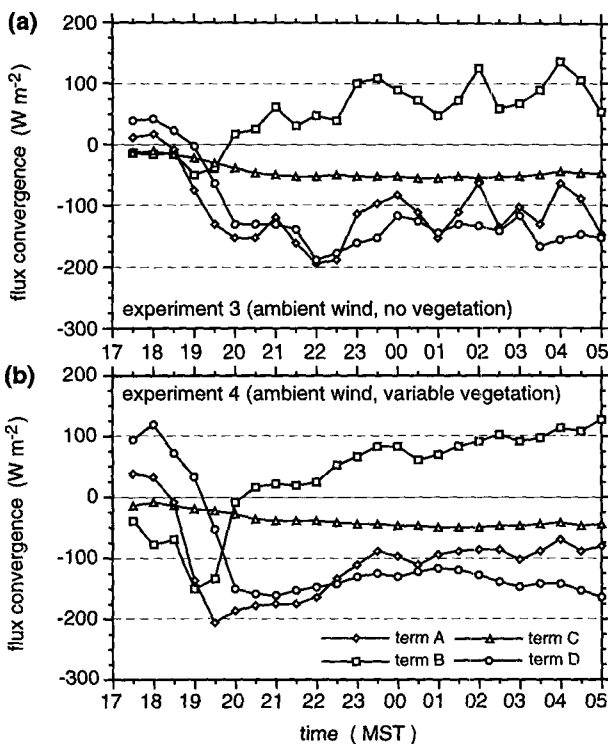 (a)
200
100
0
-100
-200
-300
flux convergence (W m-2)
experiment 3 (ambient wind, no vegetation)
17 18 19 20 21 22 23 00 01 02 03 04 05
(b)
200
100
0
-100
-200
-300
flux convergence (W m-2)
experiment 4 (ambient wind, variable vegetation)
term A term C
term B term D
17 18 19 20 21 22 23 00 01 02 03 04 05
time (MST)